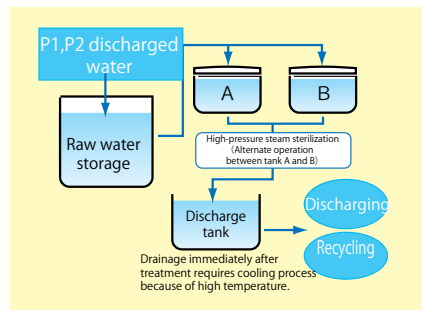 P1,P2 discharged
water
A
B
Raw water
storage
High-pressure steam sterilization
(Alternate operation
between tank A and B)
Discharge
tank
Discharging
Recycling
Drainage immediately after
treatment requires cooling process
because of high temperature.